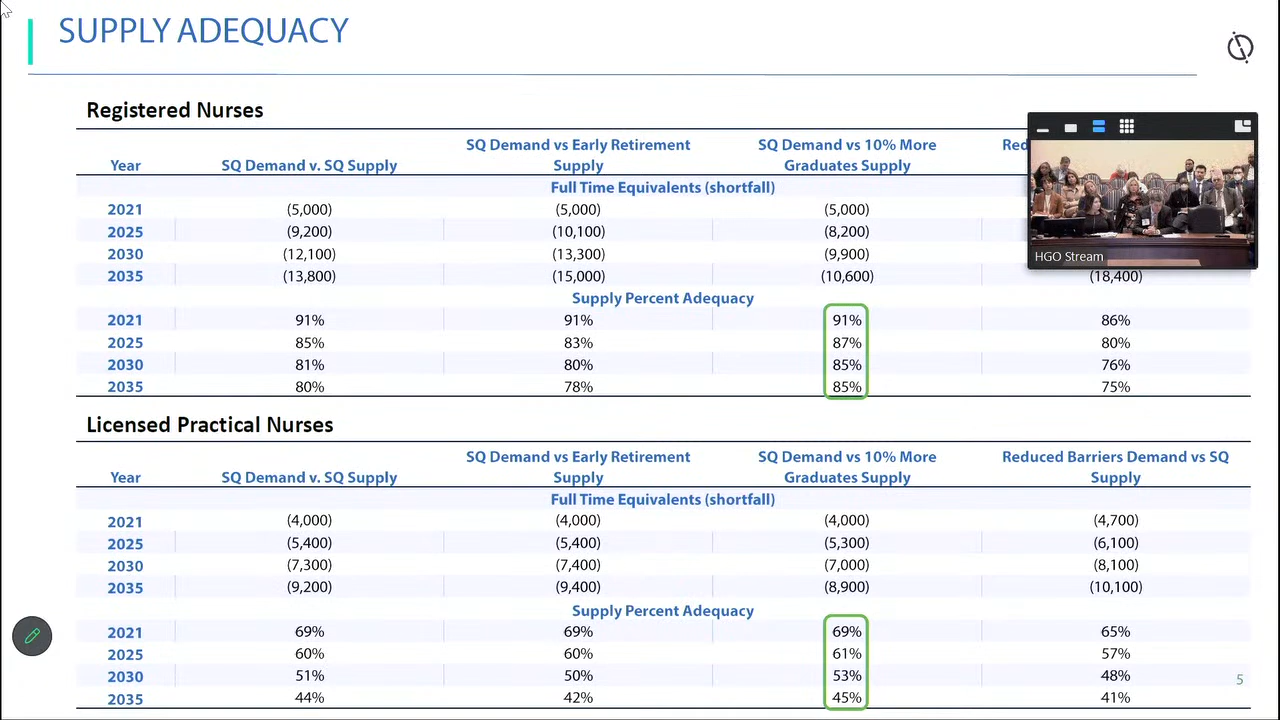 SUPPLY ADEQUACY
Registered Nurses
Year SQ Demand v. SQ Supply SQ Demand vs Early Retirement Supply SQ Demand vs 10% More Graduates Supply
Full Time Equivalents (shortfall)
2021 (5,000) (5,000) (5,000)
2025 (9,200) (10,100) (8,200)
2030 (12,100) (13,300) (9,900)
2035 (13,800) (15,000) (10,600) (18,400)
HGO Stream
Supply Percent Adequacy
2021 91% 91% 91% 86%
2025 85% 83% 87% 80%
2030 81% 80% 85% 76%
2035 80% 78% 85% 75%
Licensed Practical Nurses
Year SQ Demand v. SQ Supply SQ Demand vs Early Retirement Supply SQ Demand vs 10% More Graduates Supply Reduced Barriers Demand vs SQ Supply
Full Time Equivalents (shortfall)
2021 (4,000) (4,000) (4,000) (4,700)
2025 (5,400) (5,400) (5,300) (6,100)
2030 (7,300) (7,400) (7,000) (8,100)
2035 (9,200) (9,400) (8,900) (10,100)
Supply Percent Adequacy
2021 69% 69% 69% 65%
2025 60% 60% 61% 57%
2030 51% 50% 53% 48%
2035 44% 42% 45% 41%
5